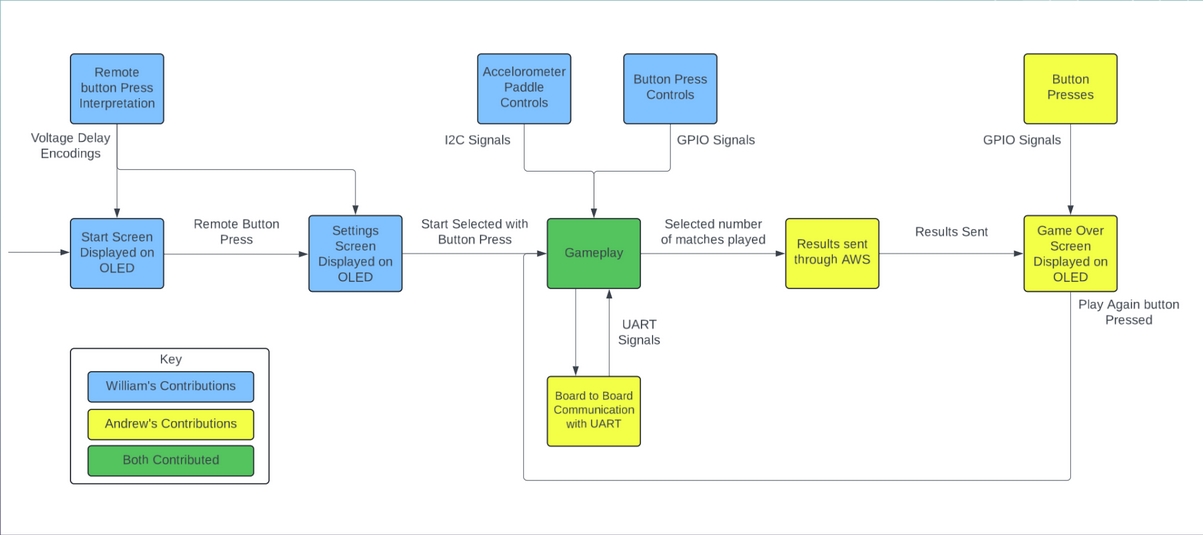 Remote
button Press
Interpretation
Accelorometer
Paddle
Controls
Button Press
Controls
Button
Presses
Voltage Delay
Encodings
I2C Signals
GPIO Signals
GPIO Signals
Start Screen
Displayed on
OLED
Remote Button
Press
Settings
Screen
Displayed on
OLED
Start Selected with
Button Press
Gameplay
Selected number
of matches played
Results sent
through AWS
Results Sent
Game Over
Screen
Displayed on
OLED
Play Again button
Pressed
UART
Signals
Board to Board
Communication
with UART
Key
William's Contributions
Andrew's Contributions
Both Contributed